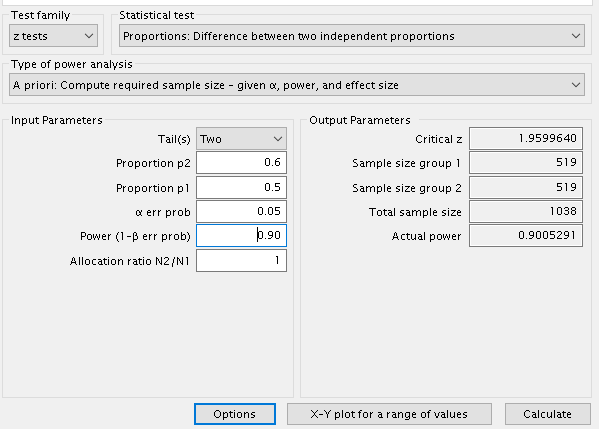 Test family
Statistical test
z tests
Proportions: Difference between two independent proportions
Type of power analysis
A priori: Compute required sample size – given α, power, and effect size
Input Parameters
Output Parameters
Tail(s) Two
Critical z 1.9599640
Proportion p2 0.6
Sample size group 1 519
Proportion p1 0.5
Sample size group 2 519
α err prob 0.05
Total sample size 1038
Power (1-β err prob) 0.90
Actual power 0.9005291
Allocation ratio N2/N1 1
Options
X-Y plot for a range of values
Calculate